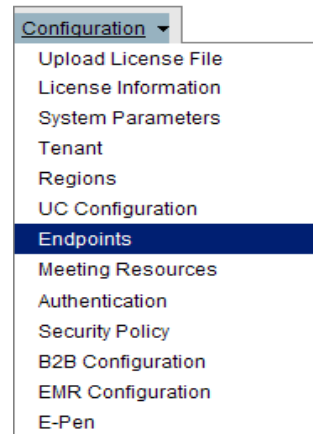 Configuration
Upload License File
License Information
System Parameters
Tenant
Regions
UC Configuration
Endpoints
Meeting Resources
Authentication
Security Policy
B2B Configuration
EMR Configuration
E-Pen